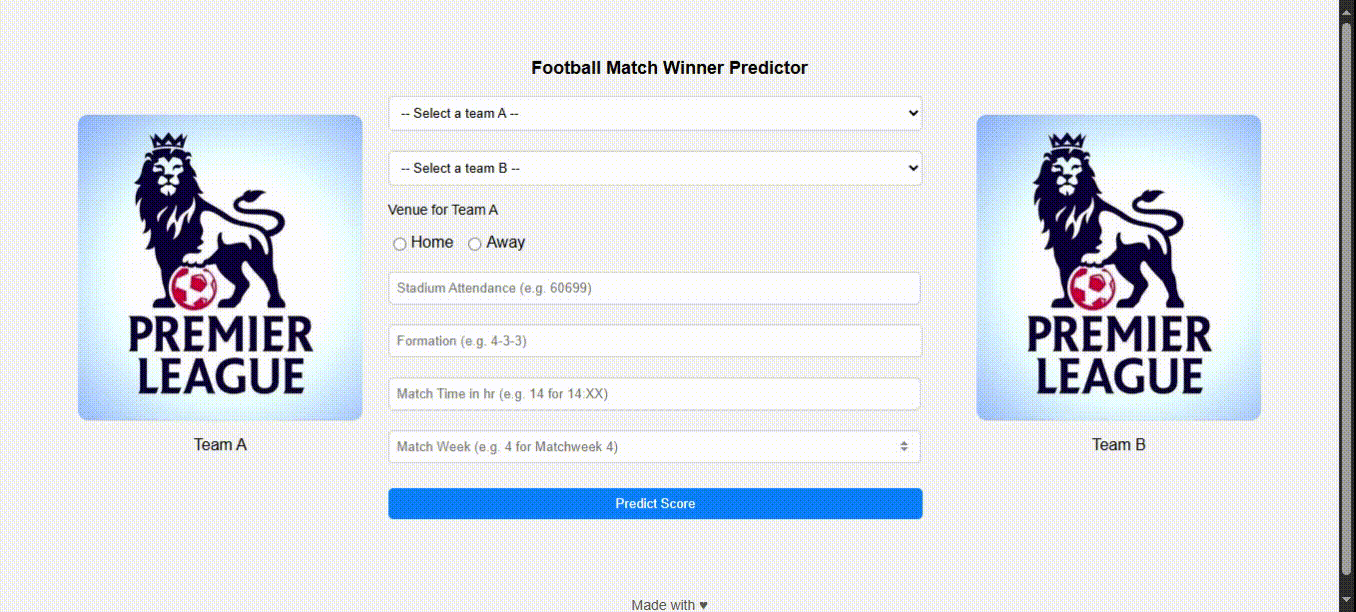 Football Match Winner Predictor
-- Select a team A --
-- Select a team B --
Venue for Team A
Home Away
Stadium Attendance (e.g. 60699)
Formation (e.g. 4-3-3)
Match Time in hr (e.g. 14 for 14:XX)
Match Week (e.g. 4 for Matchweek 4)
Predict Score
PREMIER
LEAGUE
Team A
PREMIER
LEAGUE
Team B
Made with ♥